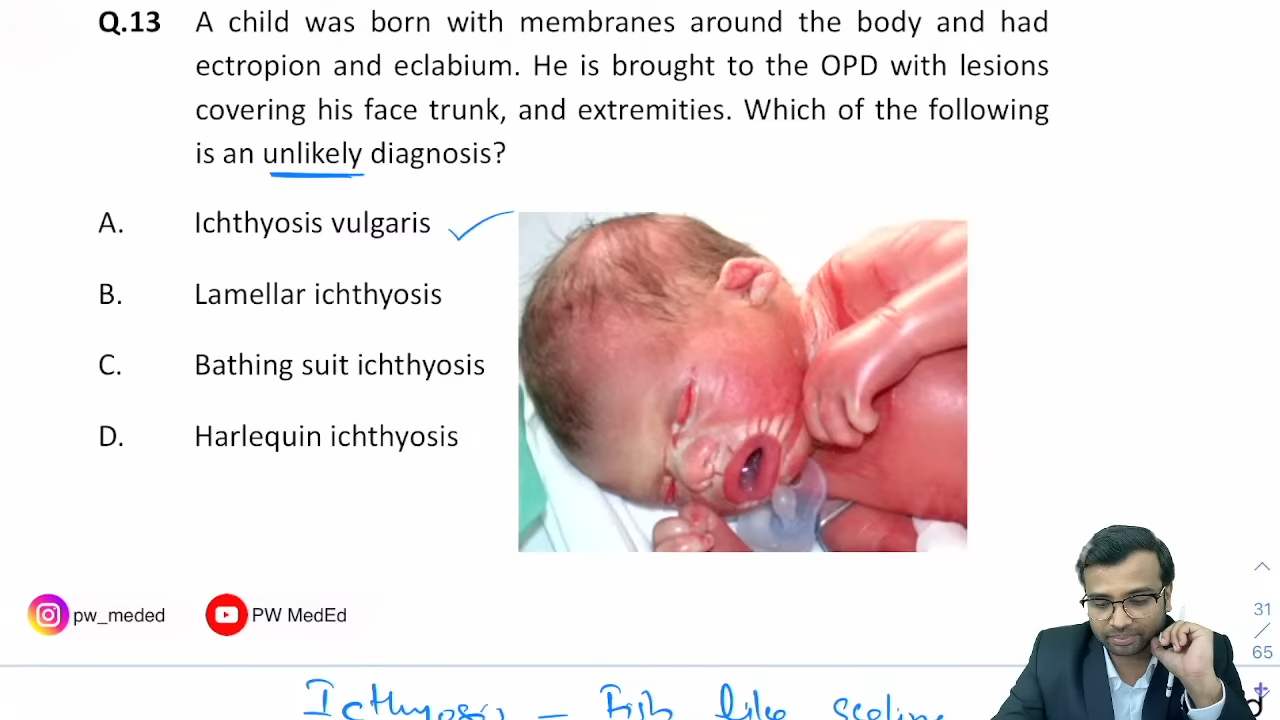 Q.13 A child was born with membranes around the body and had
ectropion and eclabium. He is brought to the OPD with lesions
covering his face trunk, and extremities. Which of the following
is an unlikely diagnosis?
A. Ichthyosis vulgaris
B. Lamellar ichthyosis
C. Bathing suit ichthyosis
D. Harlequin ichthyosis
pw_meded PW MedEd
31
/
65
Icthyosis – Fish like scaling